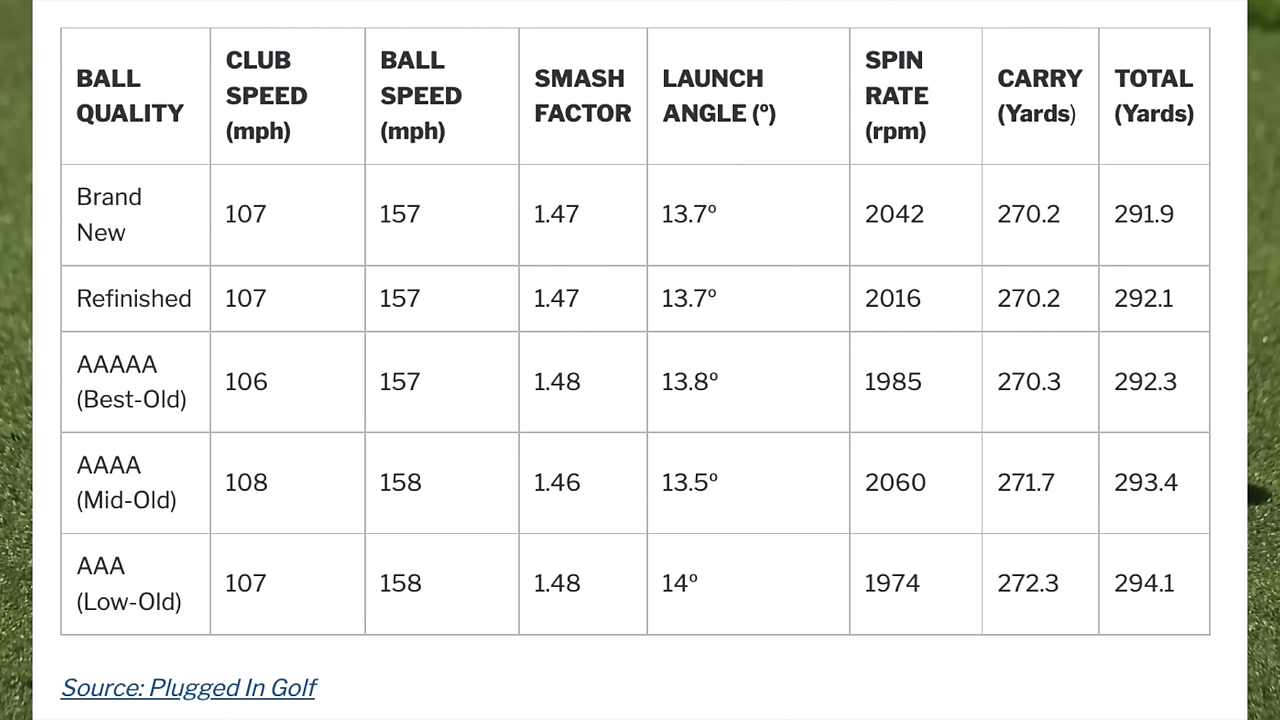 BALL QUALITY CLUB SPEED (mph) BALL SPEED (mph) SMASH FACTOR LAUNCH ANGLE (º) SPIN RATE (rpm) CARRY (Yards) TOTAL (Yards)
Brand New 107 157 1.47 13.7º 2042 270.2 291.9
Refinished 107 157 1.47 13.7º 2016 270.2 292.1
AAAAA (Best-Old) 106 157 1.48 13.8º 1985 270.3 292.3
AAAA (Mid-Old) 108 158 1.46 13.5º 2060 271.7 293.4
AAA (Low-Old) 107 158 1.48 14º 1974 272.3 294.1
Source: Plugged In Golf